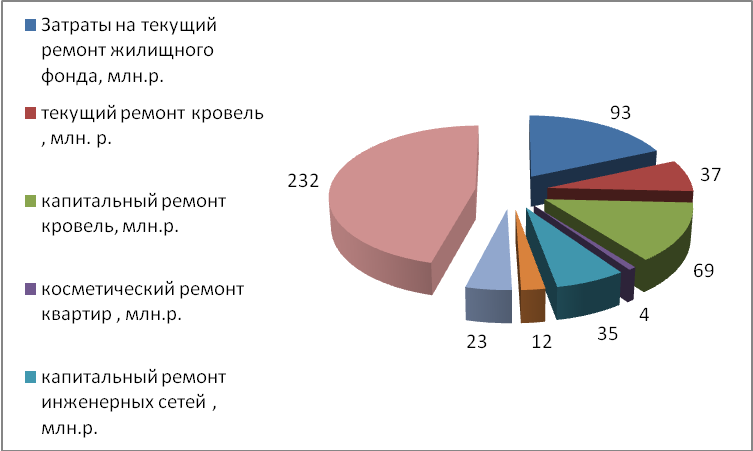 Затраты на текущий
ремонт жилищного
фонда, млн.р.
текущий ремонт кровель
, млн. р.
капитальный ремонт
кровель, млн.р.
косметический ремонт
квартир , млн.р.
капитальный ремонт
инженерных сетей ,
млн.р.
93
37
69
4
35
12
23
232